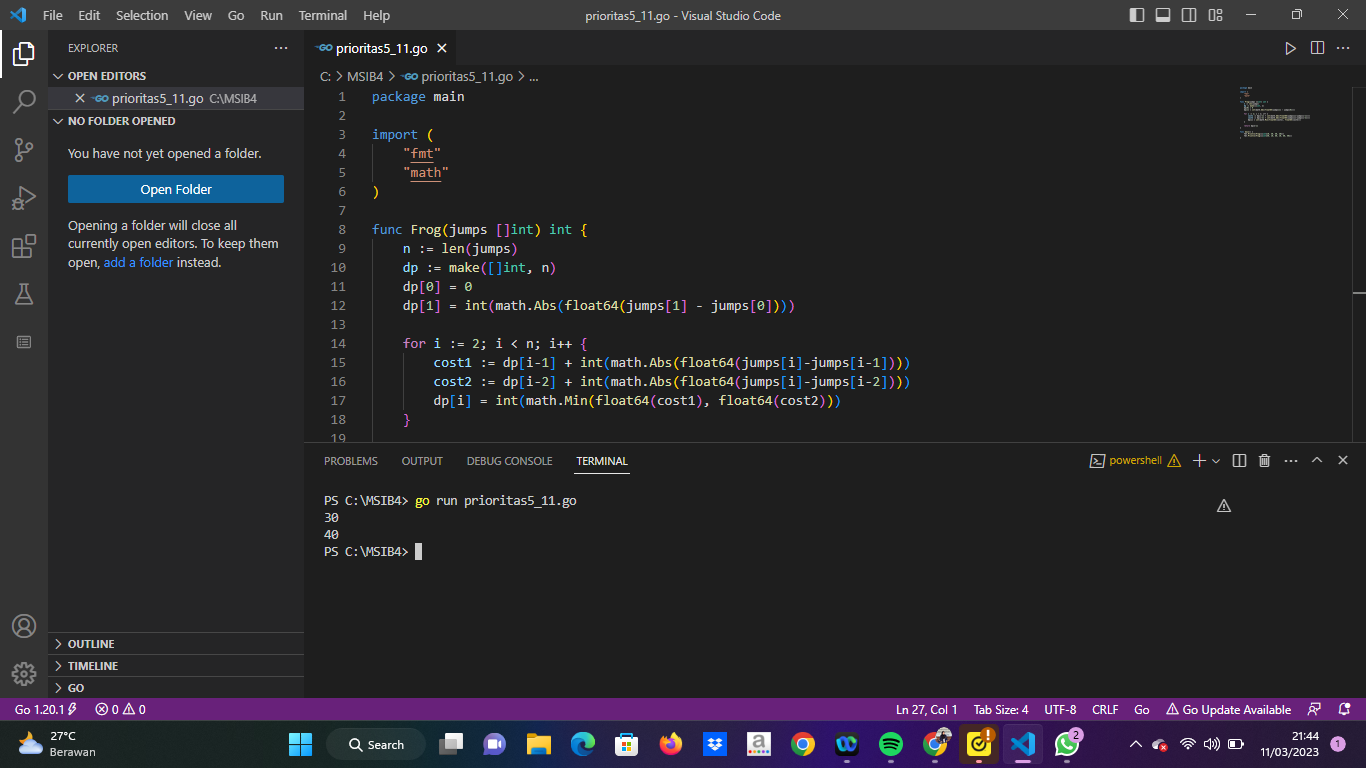 File Edit Selection View Go Run Terminal Help prioritas5_11.go - Visual Studio Code
EXPLORER
OPEN EDITORS
prioritas5_11.go C:\MSIB4
NO FOLDER OPENED
You have not yet opened a folder.
Open Folder
Opening a folder will close all
currently open editors. To keep them
open, add a folder instead.
OUTLINE
TIMELINE
GO
GO prioritas5_11.go
C: > MSIB4 > GO prioritas5_11.go > ...
1 package main
2
3 import (
4 "fmt"
5 "math"
6 )
7
8 func Frog(jumps []int) int {
9 n := len(jumps)
10 dp := make([]int, n)
11 dp[0] = 0
12 dp[1] = int(math.Abs(float64(jumps[1] - jumps[0])))
13
14 for i := 2; i < n; i++ {
15 cost1 := dp[i-1] + int(math.Abs(float64(jumps[i]-jumps[i-1])))
16 cost2 := dp[i-2] + int(math.Abs(float64(jumps[i]-jumps[i-2])))
17 dp[i] = int(math.Min(float64(cost1), float64(cost2)))
18 }
19
PROBLEMS OUTPUT DEBUG CONSOLE TERMINAL powershell
PS C:\MSIB4> go run prioritas5_11.go
30
40
PS C:\MSIB4>
Go 1.20.1 0 0 Ln 27, Col 1 Tab Size: 4 UTF-8 CRLF Go Go Update Available
27°C
Berawan
Search
2
21:44
11/03/2023
1